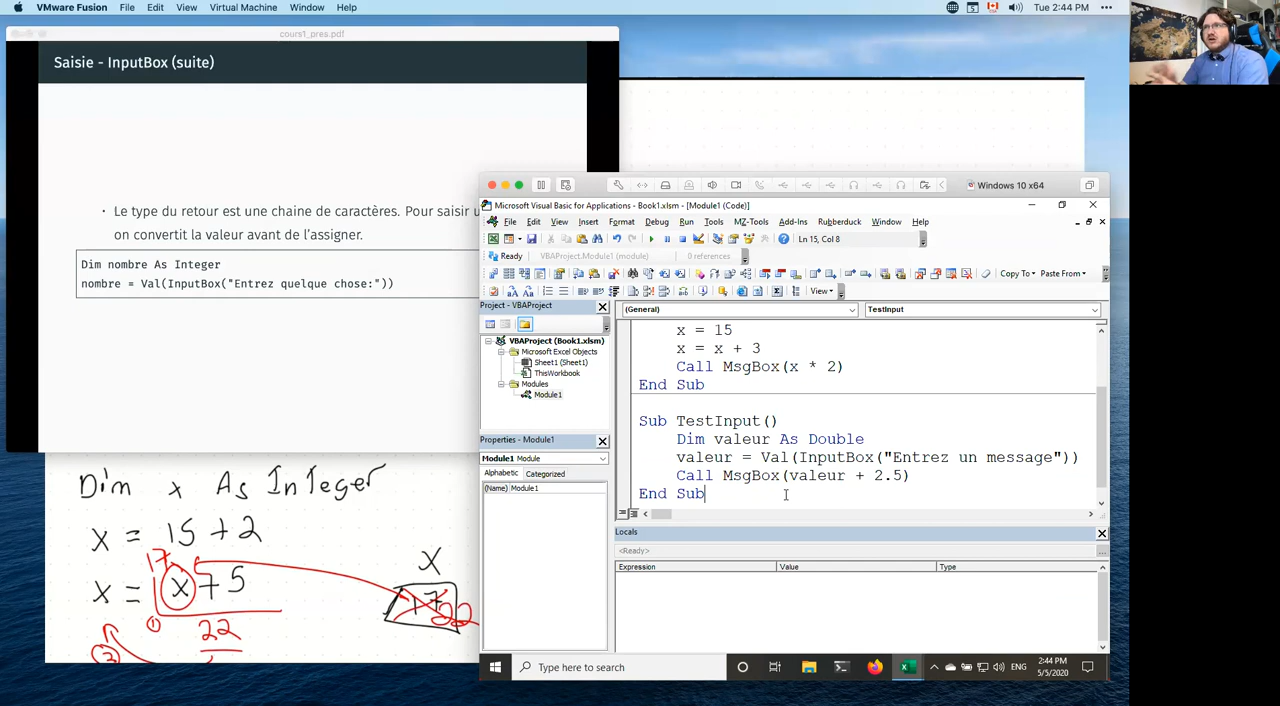 VMware Fusion File Edit View Virtual Machine Window Help
Tue 2:44 PM
cours1_pres.pdf
Saisie - InputBox (suite)
· Le type du retour est une chaine de caractères. Pour saisir u
on convertit la valeur avant de l'assigner.
Dim nombre As Integer
nombre = Val(InputBox("Entrez quelque chose:"))
Dim x As Integer
x = 15 + 2
17
x = x + 5
22
x
17
22
Windows 10 x64
Microsoft Visual Basic for Applications - Book1.xlsm - [Module1 (Code)]
File Edit View Insert Format Debug Run Tools MZ-Tools Add-Ins Rubberduck Window Help
Ln 15, Col 8
Ready VBAProject.Module1 (module) 0 references
Copy To Paste From
View
Project - VBAProject
VBAProject (Book1.xlsm)
Microsoft Excel Objects
Sheet1 (Sheet1)
ThisWorkbook
Modules
Module1
Properties - Module1
Module1 Module
Alphabetic Categorized
(Name) Module1
(General) TestInput
x = 15
x = x + 3
Call MsgBox(x * 2)
End Sub
Sub TestInput()
Dim valeur As Double
valeur = Val(InputBox("Entrez un message"))
Call MsgBox(valeur * 2.5)
End Sub
Locals
<Ready>
Expression Value Type
Type here to search
ENG
2:44 PM
5/5/2020